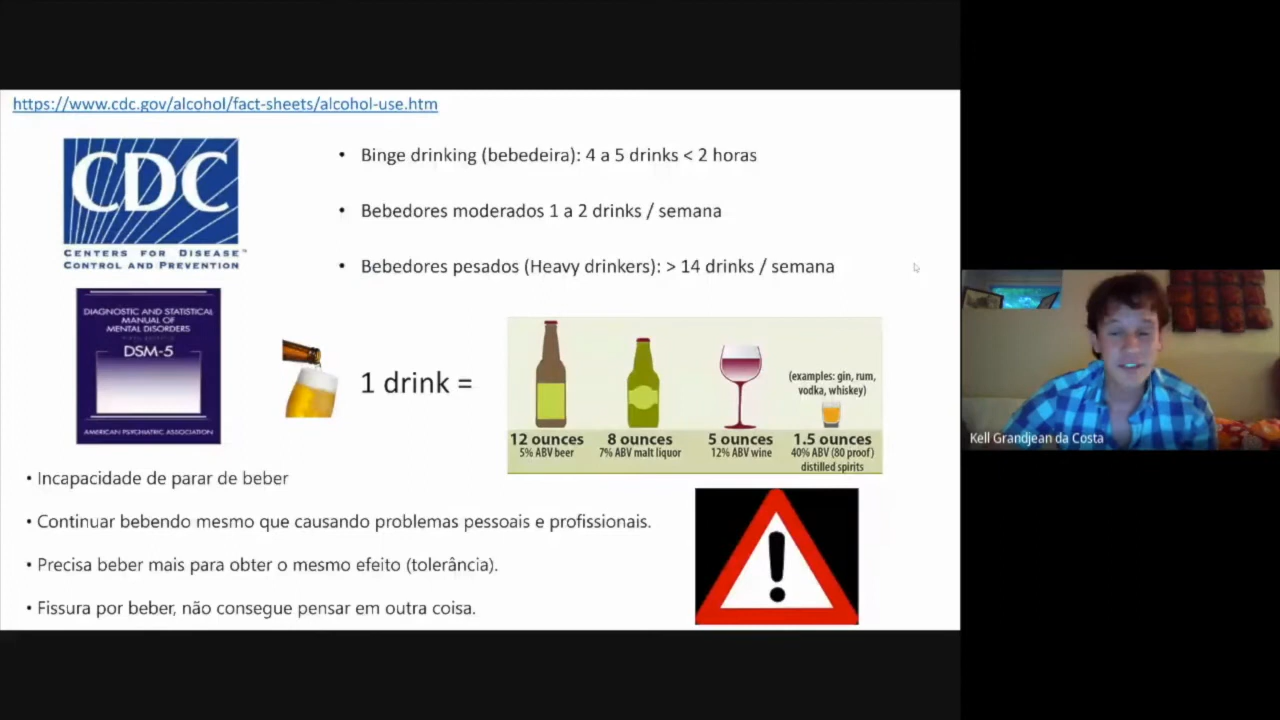 https://www.cdc.gov/alcohol/fact-sheets/alcohol-use.htm
CDC
CENTERS FOR DISEASE™
CONTROL AND PREVENTION
• Binge drinking (bebedeira): 4 a 5 drinks < 2 horas
• Bebedores moderados 1 a 2 drinks / semana
• Bebedores pesados (Heavy drinkers): > 14 drinks / semana
DIAGNOSTIC AND STATISTICAL
MANUAL OF
MENTAL DISORDERS
DSM-5
AMERICAN PSYCHIATRIC ASSOCIATION
1 drink =
(examples: gin, rum,
vodka, whiskey)
12 ounces
5% ABV beer
8 ounces
7% ABV malt liquor
5 ounces
12% ABV wine
1.5 ounces
40% ABV (80 proof)
distilled spirits
• Incapacidade de parar de beber
• Continuar bebendo mesmo que causando problemas pessoais e profissionais.
• Precisa beber mais para obter o mesmo efeito (tolerância).
• Fissura por beber, não consegue pensar em outra coisa.
Kell Grandjean da Costa